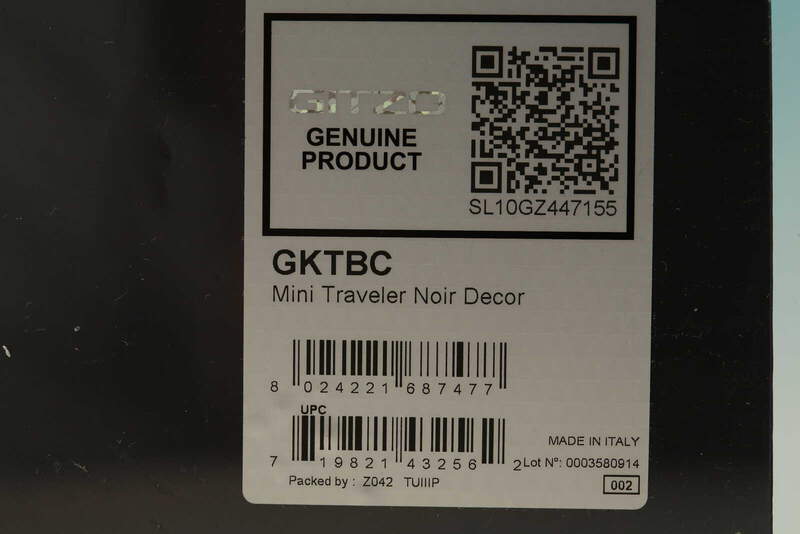 GITZO
GENUINE
PRODUCT
SL10GZ447155
GKTBC
Mini Traveler Noir Decor
8 024221 687477
UPC
7 19821 43256 2
MADE IN ITALY
Lot Nº: 0003580914
Packed by : Z042 TUIIIP
002